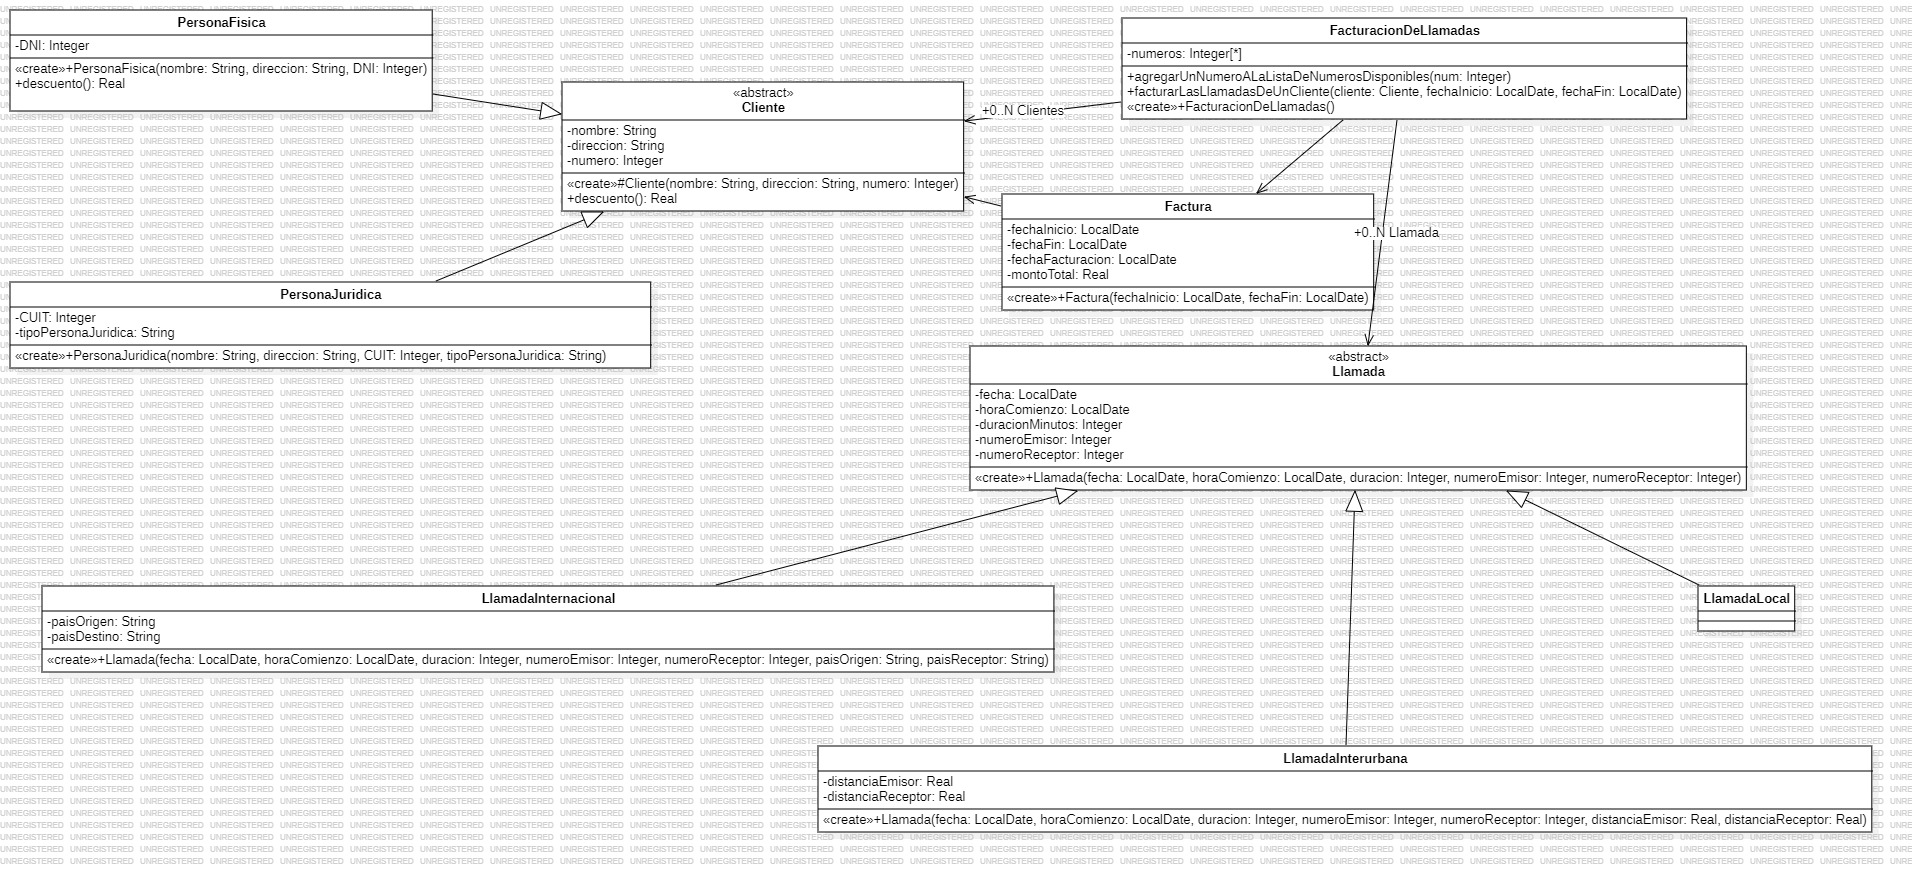 PersonaFisica
-DNI: Integer
«create»+PersonaFisica(nombre: String, direccion: String, DNI: Integer)
+descuento(): Real
«abstract»
Cliente
-nombre: String
-direccion: String
-numero: Integer
«create»#Cliente(nombre: String, direccion: String, numero: Integer)
+descuento(): Real
FacturacionDeLlamadas
-numeros: Integer[*]
+agregarUnNumeroALaListaDeNumerosDisponibles(num: Integer)
+facturarLasLlamadasDeUnCliente(cliente: Cliente, fechaInicio: LocalDate, fechaFin: LocalDate)
«create»+FacturacionDeLlamadas()
+0..N Clientes
Factura
-fechaInicio: LocalDate
-fechaFin: LocalDate
-fechaFacturacion: LocalDate
-montoTotal: Real
«create»+Factura(fechaInicio: LocalDate, fechaFin: LocalDate)
+0..N Llamada
PersonaJuridica
-CUIT: Integer
-tipoPersonaJuridica: String
«create»+PersonaJuridica(nombre: String, direccion: String, CUIT: Integer, tipoPersonaJuridica: String)
«abstract»
Llamada
-fecha: LocalDate
-horaComienzo: LocalDate
-duracionMinutos: Integer
-numeroEmisor: Integer
-numeroReceptor: Integer
«create»+Llamada(fecha: LocalDate, horaComienzo: LocalDate, duracion: Integer, numeroEmisor: Integer, numeroReceptor: Integer)
LlamadaInternacional
-paisOrigen: String
-paisDestino: String
«create»+Llamada(fecha: LocalDate, horaComienzo: LocalDate, duracion: Integer, numeroEmisor: Integer, numeroReceptor: Integer, paisOrigen: String, paisReceptor: String)
LlamadaLocal
LlamadaInterurbana
-distanciaEmisor: Real
-distanciaReceptor: Real
«create»+Llamada(fecha: LocalDate, horaComienzo: LocalDate, duracion: Integer, numeroEmisor: Integer, numeroReceptor: Integer, distanciaEmisor: Real, distanciaReceptor: Real)
UNREGISTERED